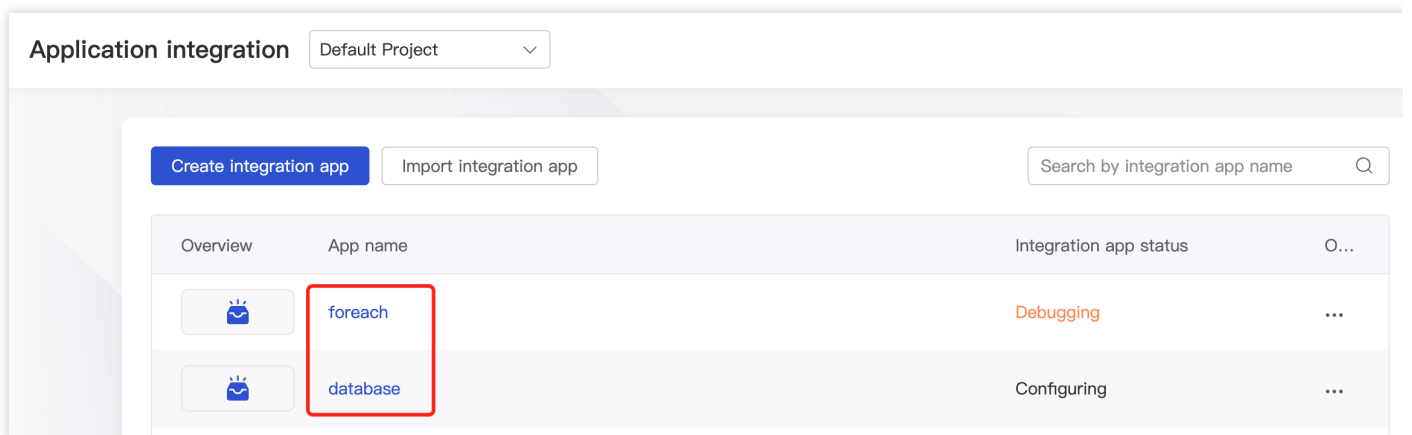 Application integration Default Project
Create integration app Import integration app Search by integration app name
Overview App name Integration app status O...
foreach Debugging ...
database Configuring ...